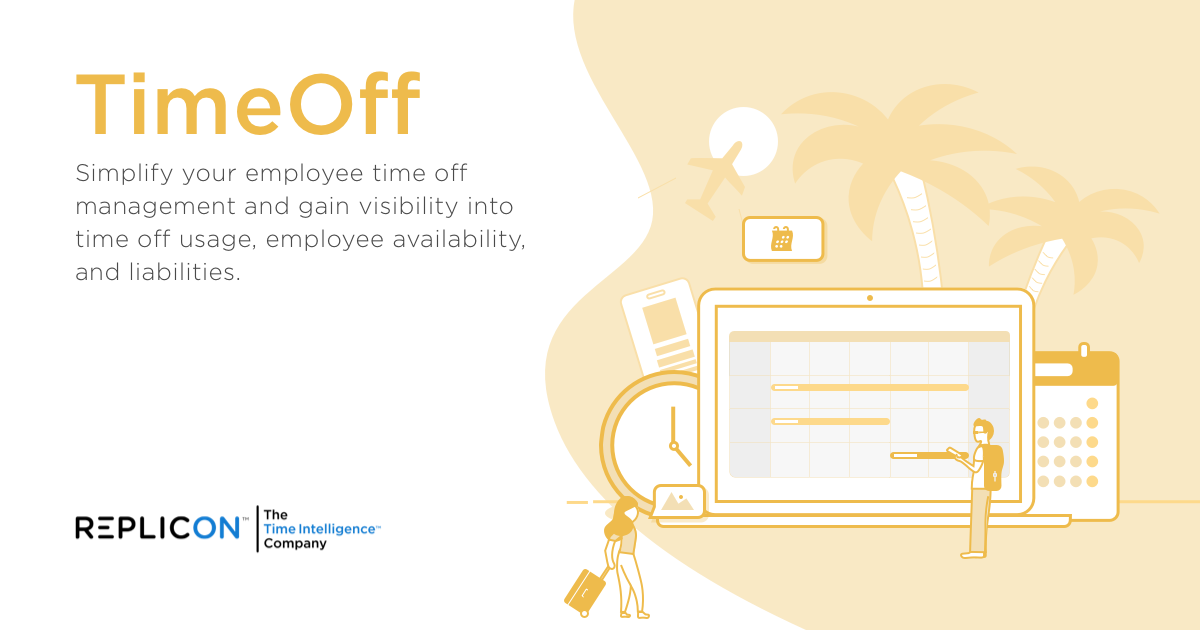 TimeOff
Simplify your employee time off
management and gain visibility into
time off usage, employee availability,
and liabilities.
REPLICON™
The
Time Intelligence™
Company